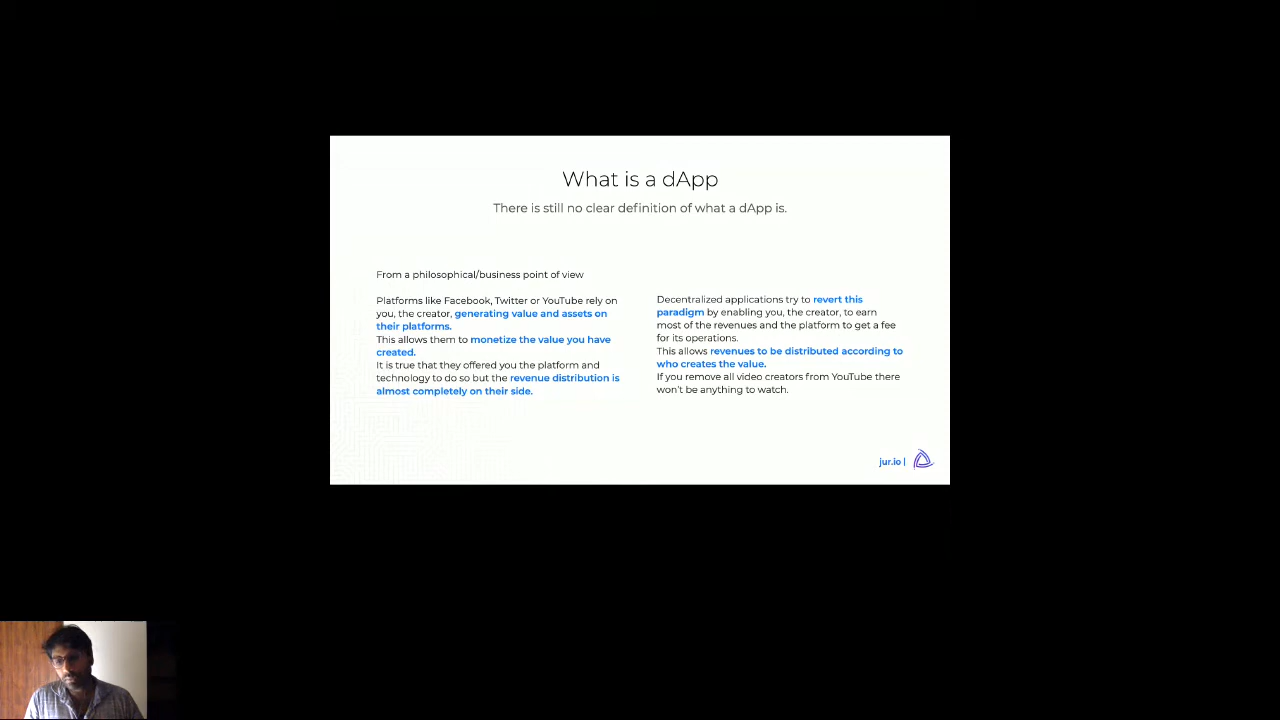 What is a dApp
There is still no clear definition of what a dApp is.
From a philosophical/business point of view
Platforms like Facebook, Twitter or YouTube rely on
you, the creator, generating value and assets on
their platforms.
This allows them to monetize the value you have
created.
It is true that they offered you the platform and
technology to do so but the revenue distribution is
almost completely on their side.
Decentralized applications try to revert this
paradigm by enabling you, the creator, to earn
most of the revenues and the platform to get a fee
for its operations.
This allows revenues to be distributed according to
who creates the value.
If you remove all video creators from YouTube there
won't be anything to watch.
jur.io |